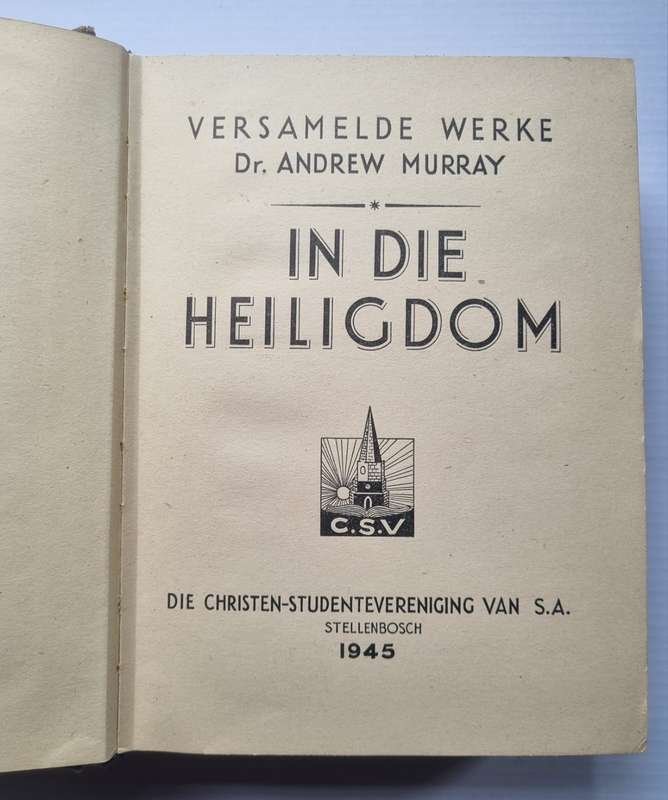 VERSAMELDE WERKE
Dr. ANDREW MURRAY
IN DIE
HEILIGDOM
C.S.V
DIE CHRISTEN-STUDENTEVERENIGING VAN S.A.
STELLENBOSCH
1945